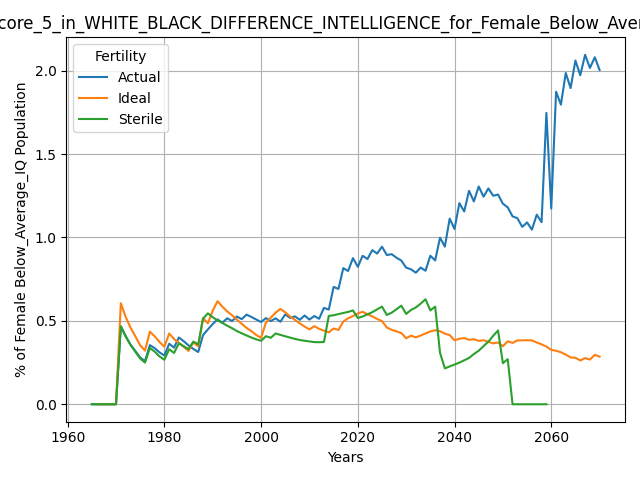 core_5_in_WHITE_BLACK_DIFFERENCE_INTELLIGENCE_for_Female_Below_Aver
Fertility
Actual
Ideal
Sterile
% of Female Below_Average_IQ Population
2.0
1.5
1.0
0.5
0.0
1960
1980
2000
2020
2040
2060
Years